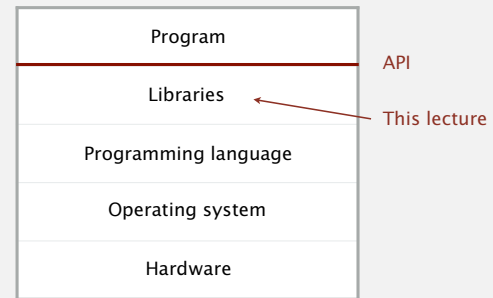 Program
API
Libraries
This lecture
Programming language
Operating system
Hardware